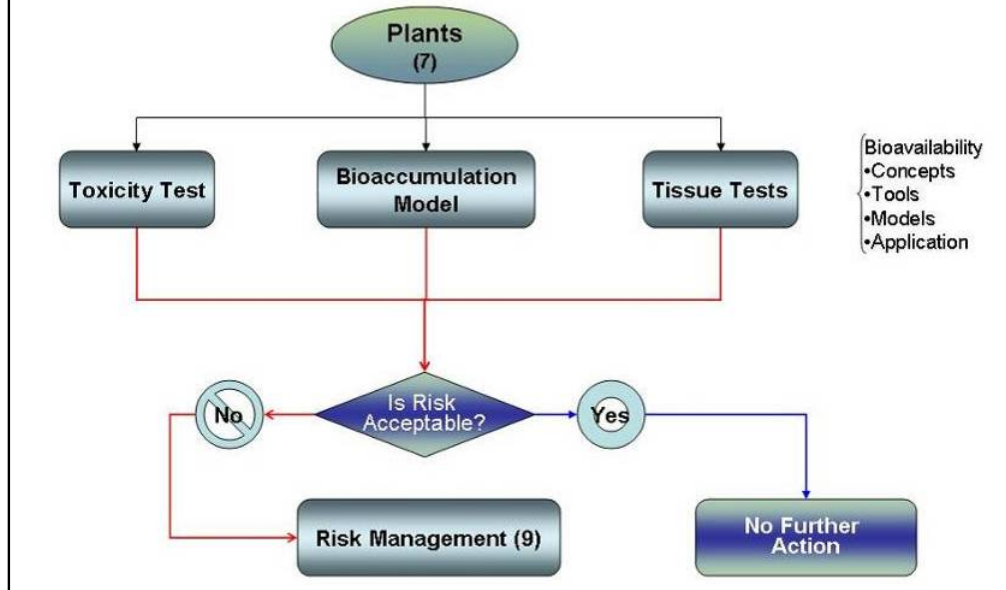 Plants
(7)
Toxicity Test
Bioaccumulation
Model
Tissue Tests
Bioavailability
•Concepts
•Tools
•Models
•Application
No
Is Risk
Acceptable?
Yes
Risk Management (9)
No Further
Action